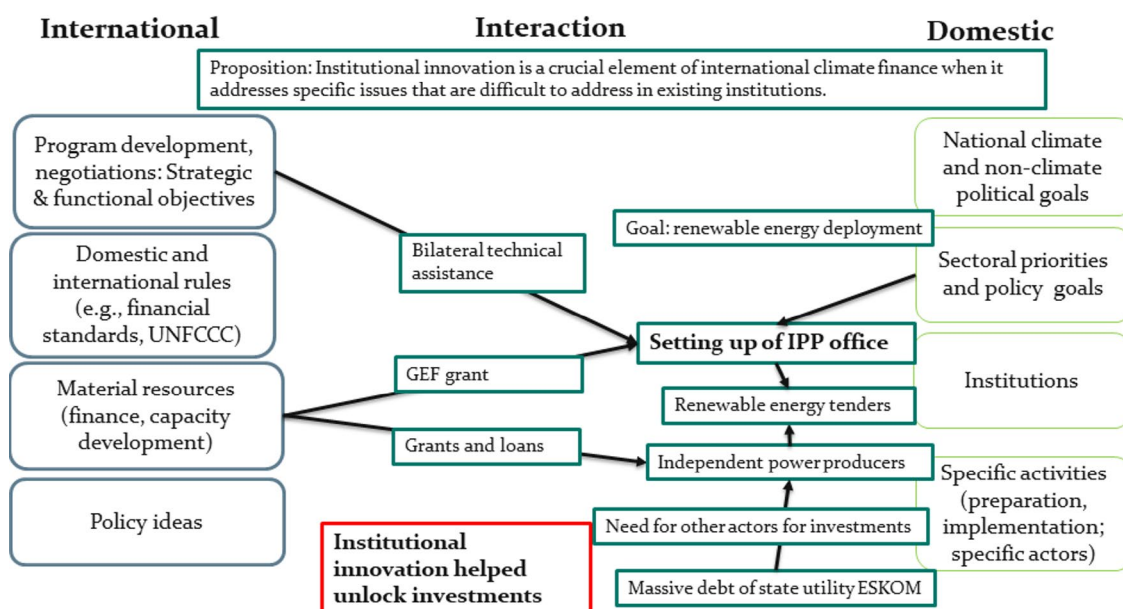 International
Interaction
Domestic
Proposition: Institutional innovation is a crucial element of international climate finance when it
addresses specific issues that are difficult to address in existing institutions.
Program development,
negotiations: Strategic
& functional objectives
Domestic and
international rules
(e.g., financial
standards, UNFCCC)
Material resources
(finance, capacity
development)
Policy ideas
Bilateral technical
assistance
GEF grant
Grants and loans
Institutional
innovation helped
unlock investments
Goal: renewable energy deployment
Setting up of IPP office
Renewable energy tenders
Independent power producers
Need for other actors for investments
Massive debt of state utility ESKOM
National climate
and non-climate
political goals
Sectoral priorities
and policy goals
Institutions
Specific activities
(preparation,
implementation;
specific actors)